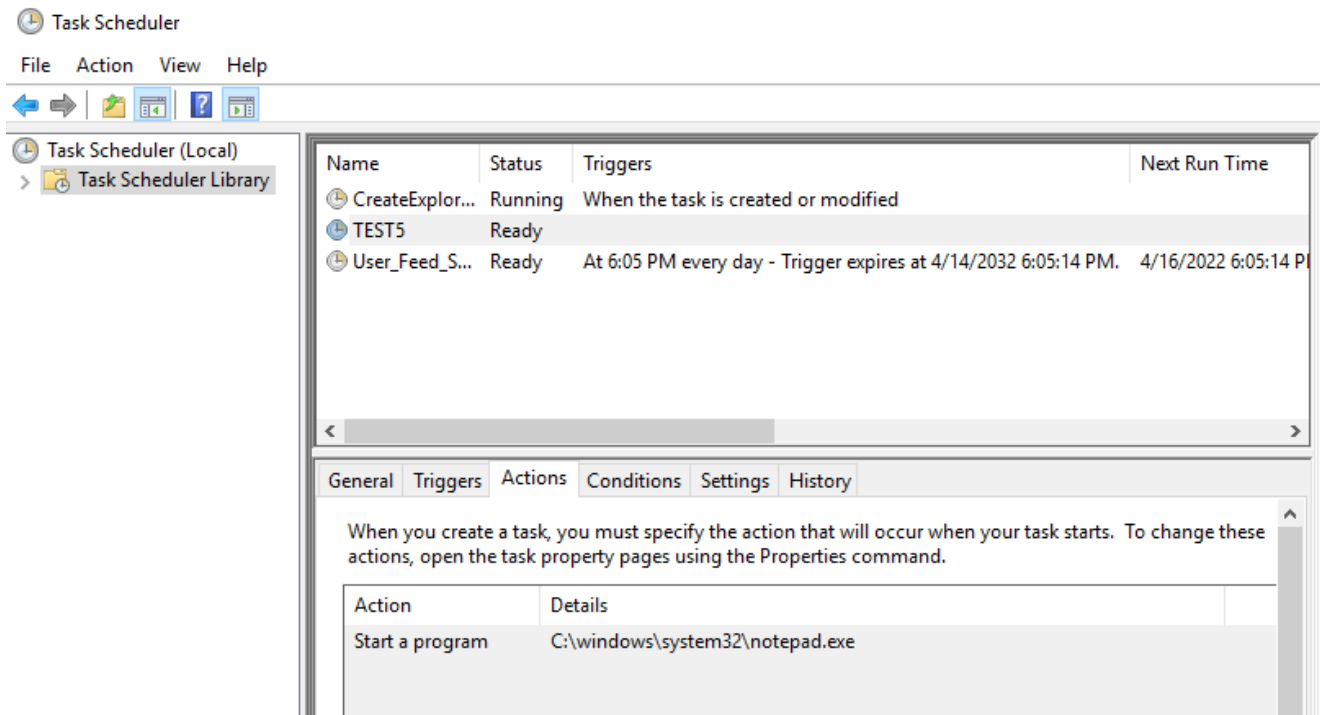 Task Scheduler
File Action View Help
Task Scheduler (Local)
Task Scheduler Library
Name Status Triggers Next Run Time
CreateExplor... Running When the task is created or modified
TEST5 Ready
User_Feed_S... Ready At 6:05 PM every day - Trigger expires at 4/14/2032 6:05:14 PM. 4/16/2022 6:05:14 P
General Triggers Actions Conditions Settings History
When you create a task, you must specify the action that will occur when your task starts. To change these
actions, open the task property pages using the Properties command.
Action Details
Start a program C:\windows\system32\notepad.exe